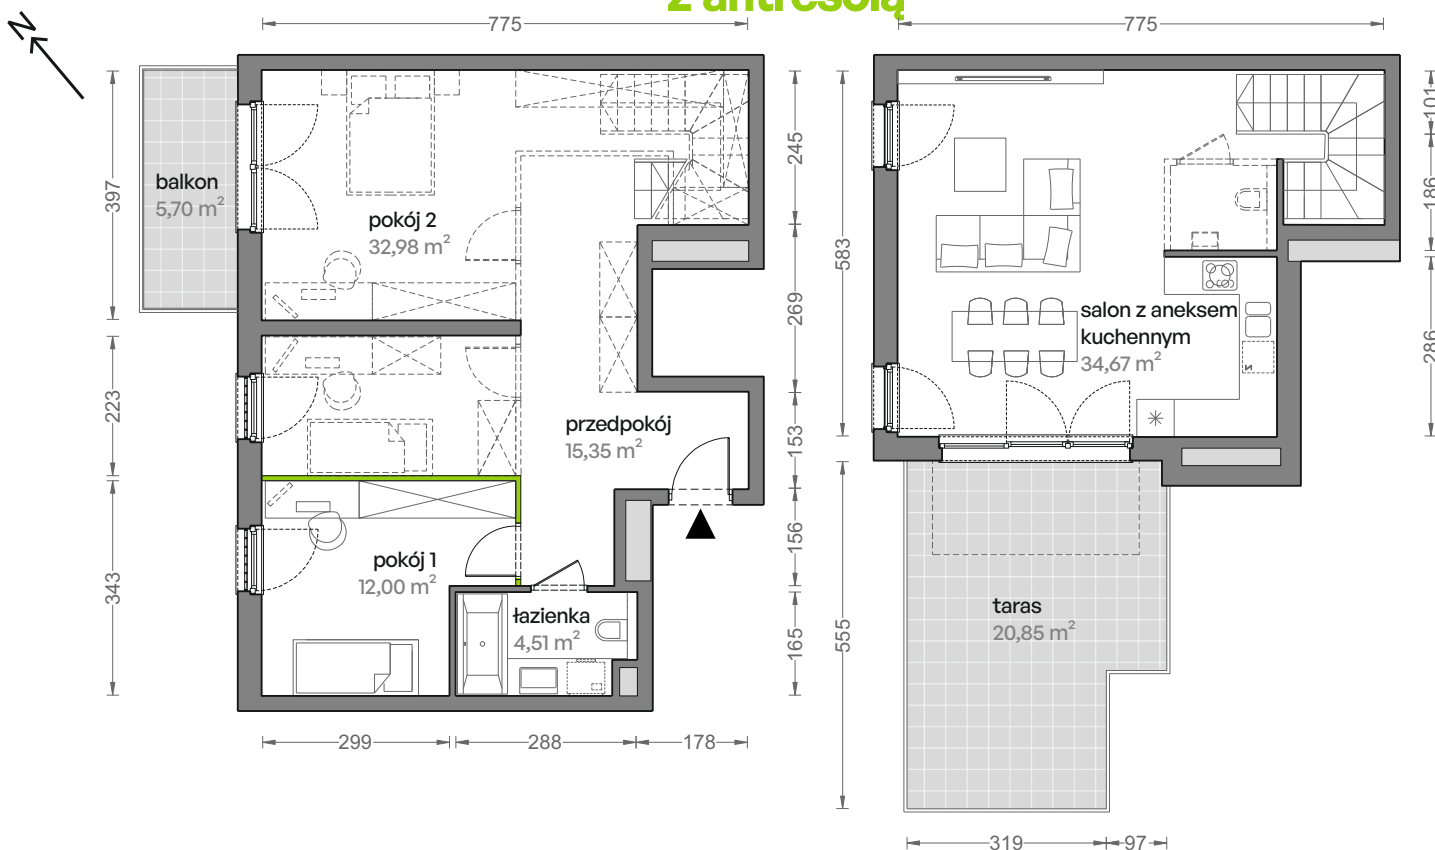 z antresolą
N
775
775
balkon
5,70 m²
pokój 2
32,98 m²
397
223
343
245
269
153
156
165
583
555
101
186
286
salon z aneksem
kuchennym
34,67 m²
przedpokój
15,35 m²
pokój 1
12,00 m²
łazienka
4,51 m²
taras
20,85 m²
299
288
178
319
97